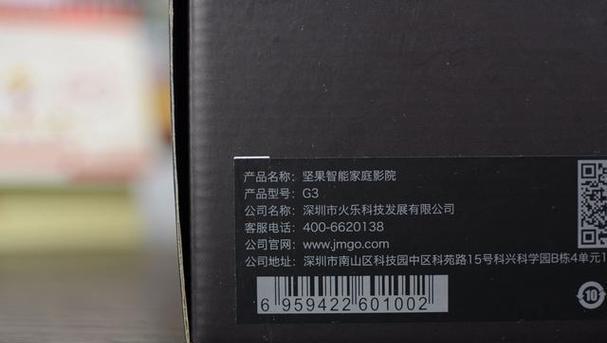 产品名称：坚果智能家庭影院
产品型号：G3
公司名称：深圳市火乐科技发展有限公司
客服电话：400-6620138
公司官网：www.jmgo.com
公司地址：深圳市南山区科技园中区科苑路15号科兴科学园B栋4单元1
6 959422 601002
10